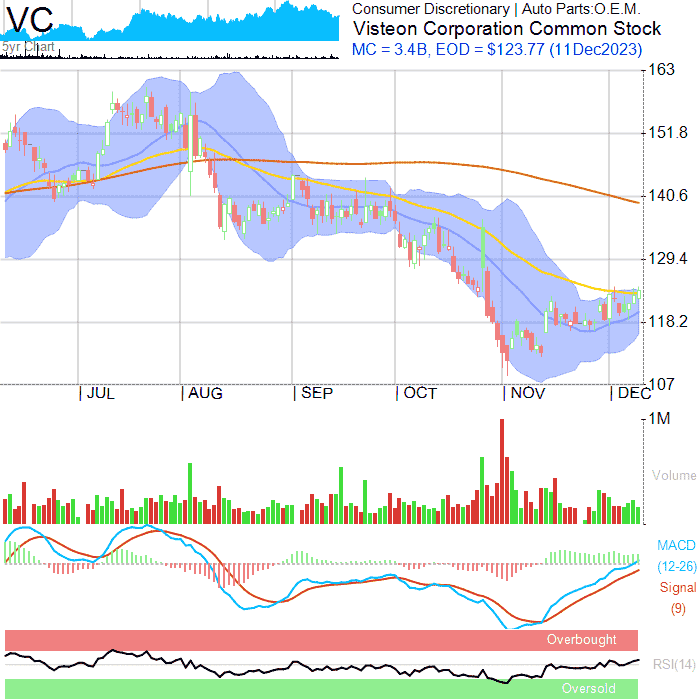 VC
Consumer Discretionary | Auto Parts:O.E.M.
Visteon Corporation Common Stock
MC = 3.4B, EOD = $123.77 (11Dec2023)
5yr Chart
163
151.8
140.6
129.4
118.2
107
JUL AUG SEP OCT NOV DEC
1M
Volume
MACD
(12-26)
Signal
(9)
Overbought
RSI(14)
Oversold